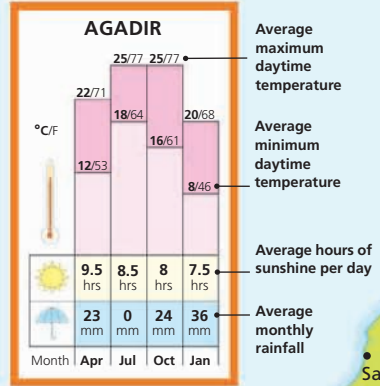 AGADIR
25/77 25/77
22/71
18/64
20/68
°C/F
16/61
12/53
8/46
9.5 8.5 8 7.5
hrs hrs hrs hrs
23 0 24 36
mm mm mm mm
Month Apr Jul Oct Jan
Average
maximum
daytime
temperature
Average
minimum
daytime
temperature
Average hours of
sunshine per day
Average
monthly
rainfall
Sa